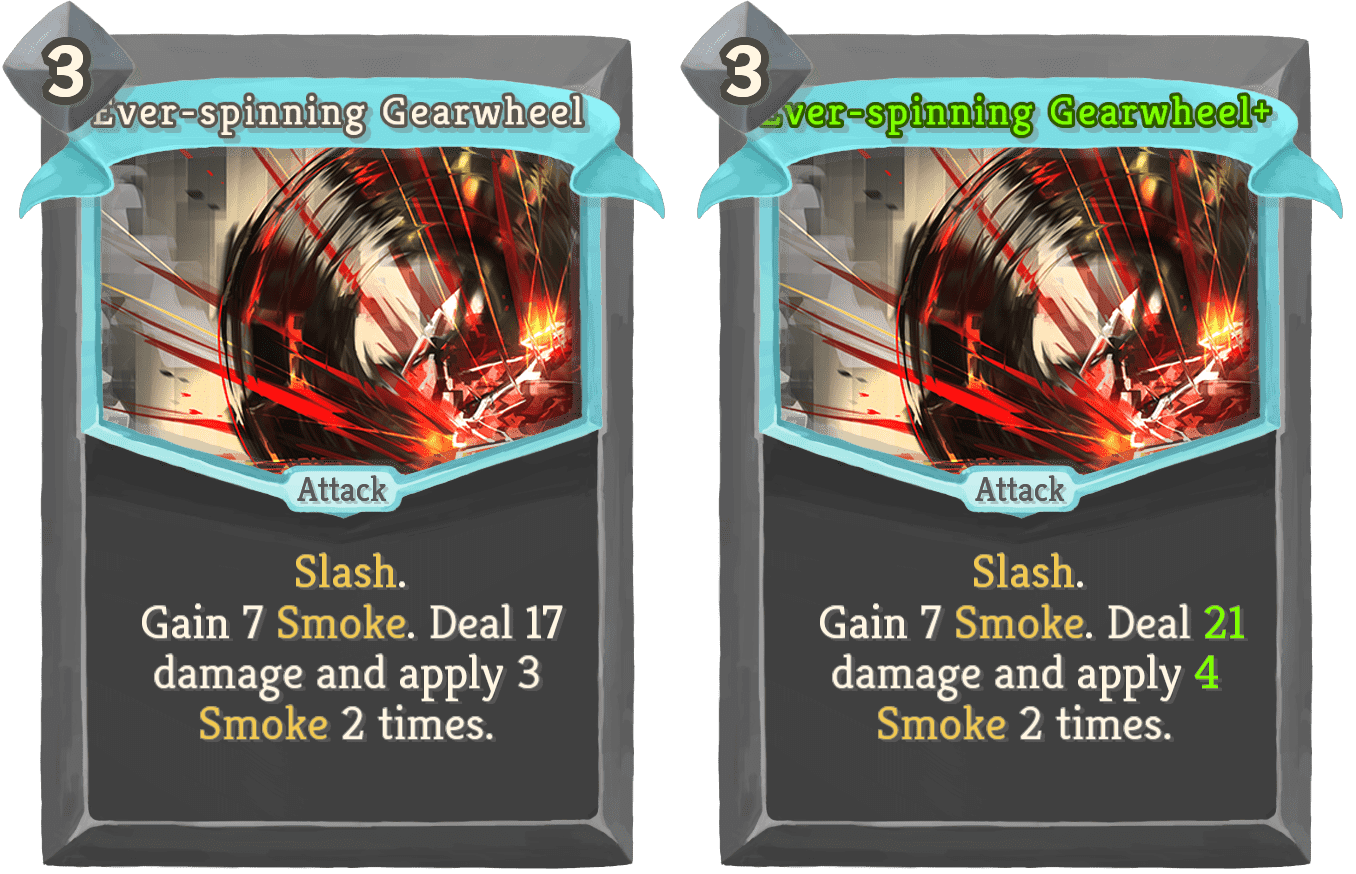 3
Ever-spinning Gearwheel
Attack
Slash.
Gain 7 Smoke. Deal 17
damage and apply 3
Smoke 2 times.
3
Ever-spinning Gearwheel+
Attack
Slash.
Gain 7 Smoke. Deal 21
damage and apply 4
Smoke 2 times.